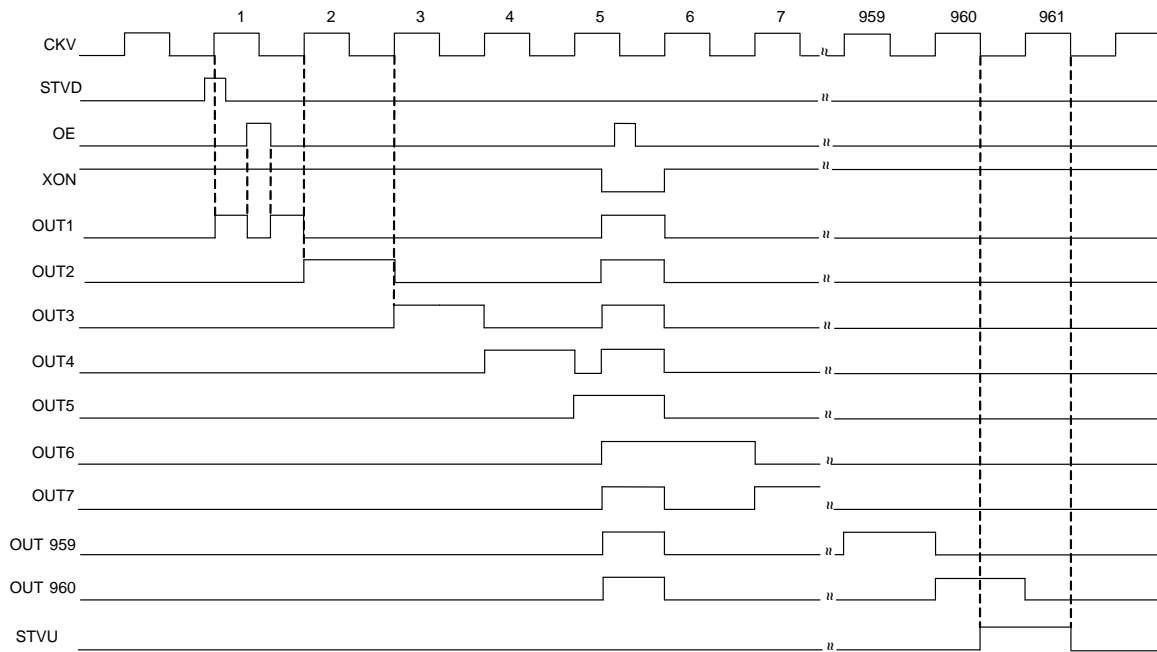 1 2 3 4 5 6 7 959 960 961
CKV
STVD
OE
XON
OUT1
OUT2
OUT3
OUT4
OUT5
OUT6
OUT7
OUT 959
OUT 960
STVU